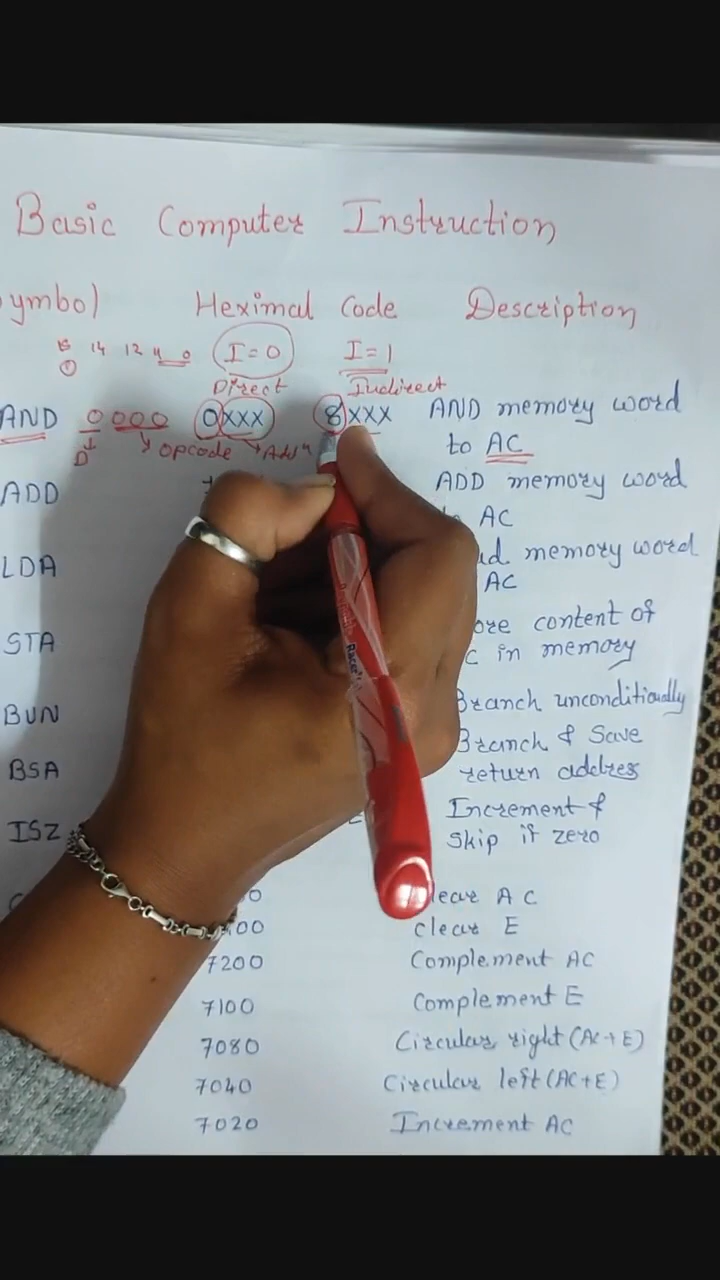 Basic Computer Instruction
ymbol Heximal Code Description
15 14 12 11 0 I=0 I=1
Direct Indirect
AND 0 000 0xxx 8xxx AND memory word
opcode to AC
ADD ADD memory word
AC
LDA memory word
AC
STA ore content of
C in memory
BUN Branch unconditionally
BSA Branch & Save
return address
ISZ Increment &
Skip if zero
lear AC
00 clear E
7200 Complement AC
7100 Complement E
7080 Circular right (AC+E)
7040 Circular left (AC+E)
7020 Increment AC